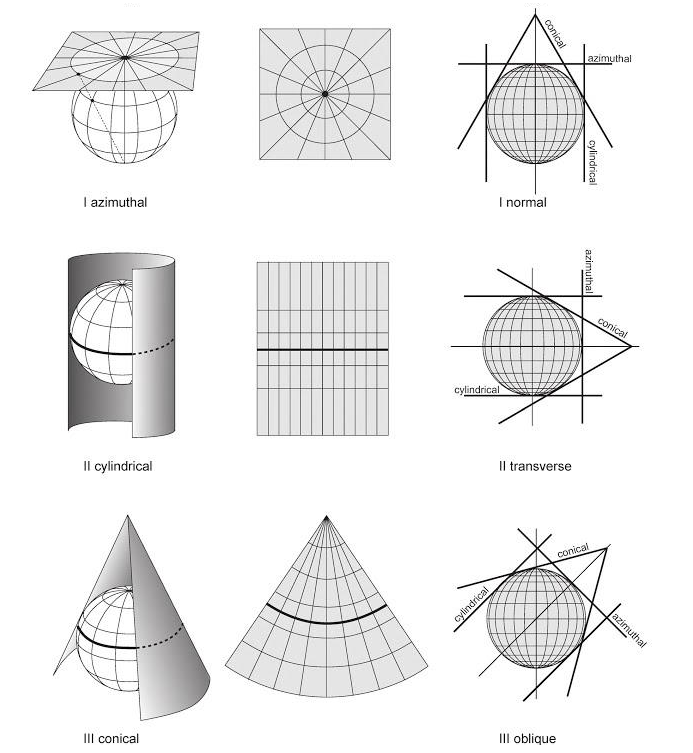 conical
azimuthal
cylindrical
I azimuthal
I normal
azimuthal
conical
cylindrical
II cylindrical
II transverse
conical
cylindrical
azimuthal
III conical
III oblique